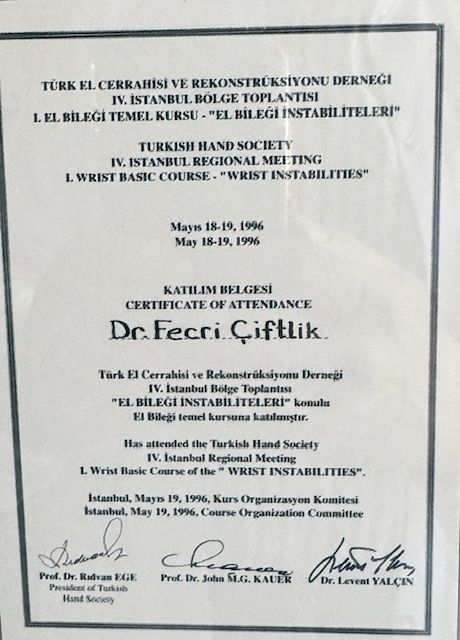 TÜRK EL CERRAHİSİ VE REKONSTRÜKSİYONU DERNEĞİ
IV. İSTANBUL BÖLGE TOPLANTISI
I. EL BİLEĞİ TEMEL KURSU - "EL BİLEĞİ İNSTABİLİTELERİ"
TURKISH HAND SOCIETY
IV. ISTANBUL REGIONAL MEETING
I. WRIST BASIC COURSE - "WRIST INSTABILITIES"
Mayıs 18-19, 1996
May 18-19, 1996
KATILIM BELGESİ
CERTIFICATE OF ATTENDANCE
Dr. Fecri Çiftlik
Türk El Cerrahisi ve Rekonstrüksiyonu Derneği
IV. İstanbul Bölge Toplantısı
"EL BİLEĞİ İNSTABİLİTELERİ" konulu
El Bileği temel kursuna katılmıştır.
Has attended the Turkish Hand Society
IV. İstanbul Regional Meeting
I. Wrist Basic Course of the " WRIST INSTABILITIES".
İstanbul, Mayıs 19, 1996, Kurs Organizasyon Komitesi
İstanbul, May 19, 1996, Course Organization Committee
Prof. Dr. Rıdvan EGE
President of Turkish
Hand Society
Prof. Dr. John M.G. KAUER
Dr. Levent YALÇIN